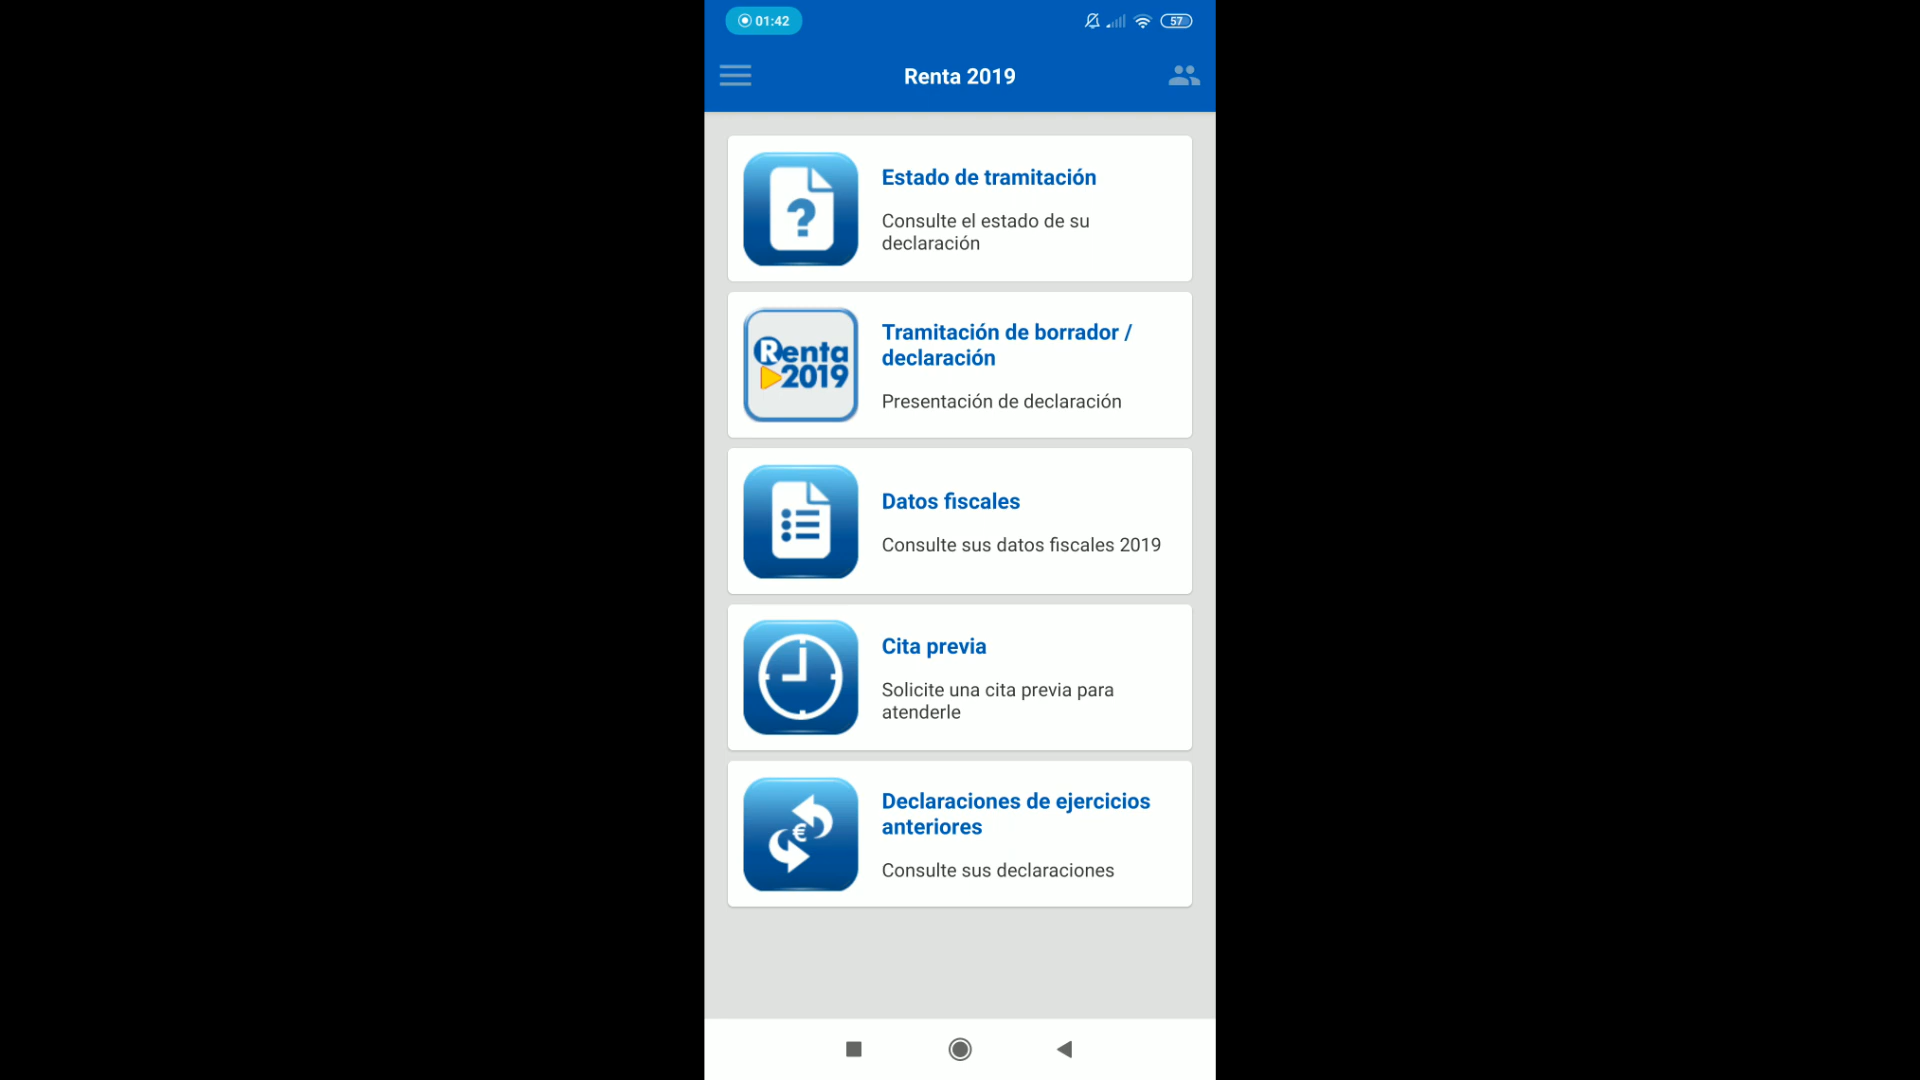 01:42
57
Renta 2019
Estado de tramitación
Consulte el estado de su
declaración
Renta
2019
Tramitación de borrador /
declaración
Presentación de declaración
Datos fiscales
Consulte sus datos fiscales 2019
Cita previa
Solicite una cita previa para
atenderle
€
Declaraciones de ejercicios
anteriores
Consulte sus declaraciones